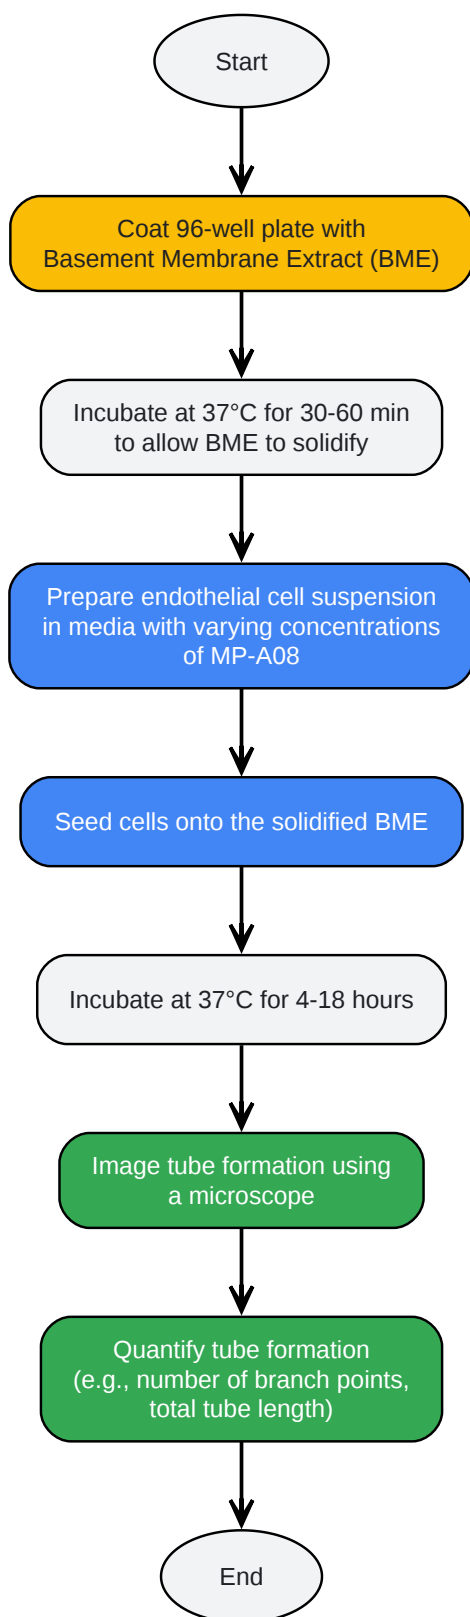 Start
Coat 96-well plate with
Basement Membrane Extract (BME)
Incubate at 37°C for 30-60 min
to allow BME to solidify
Prepare endothelial cell suspension
in media with varying concentrations
of MP-A08
Seed cells onto the solidified BME
Incubate at 37°C for 4-18 hours
Image tube formation using
a microscope
Quantify tube formation
(e.g., number of branch points,
total tube length)
End